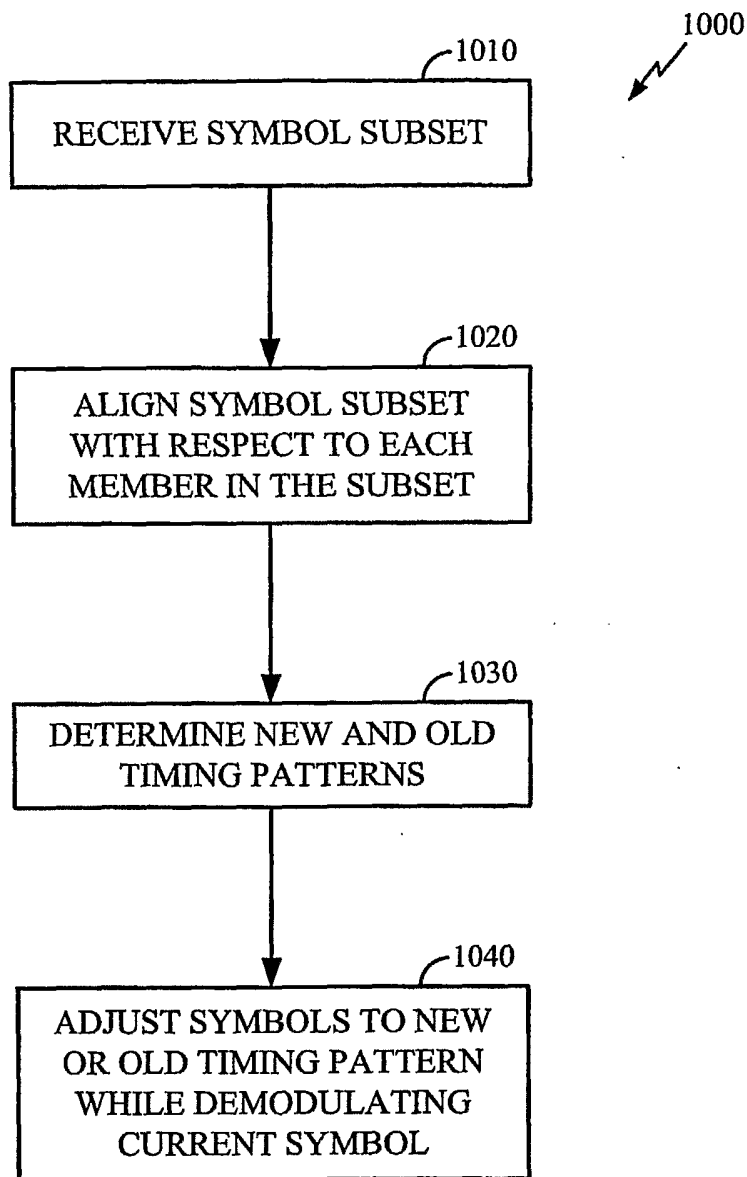 1000
1010
RECEIVE SYMBOL SUBSET
1020
ALIGN SYMBOL SUBSET
WITH RESPECT TO EACH
MEMBER IN THE SUBSET
1030
DETERMINE NEW AND OLD
TIMING PATTERNS
1040
ADJUST SYMBOLS TO NEW
OR OLD TIMING PATTERN
WHILE DEMODULATING
CURRENT SYMBOL